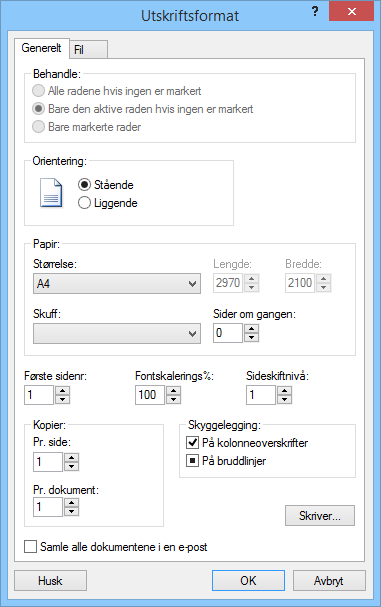 Utskriftsformat ?
Generelt Fil
Behandle:
Alle radene hvis ingen er markert
Bare den aktive raden hvis ingen er markert
Bare markerte rader
Orientering:
Stående
Liggende
Papir:
Størrelse: Lengde: Bredde:
A4 2970 2100
Skuff: Sider om gangen:
0
Første sidenr: Fontskalerings%: Sideskiftnivå:
1 100 1
Kopier: Skyggelegging:
Pr. side: På kolonneoverskrifter
1 På bruddlinjer
Pr. dokument:
1
Skriver...
Samle alle dokumentene i en e-post
Husk OK Avbryt